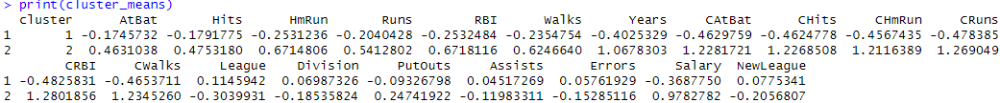 > print(cluster_means)
cluster AtBat Hits HmRun Runs RBI Walks Years CAtBat CHits CHmRun CRuns
1 1 -0.1745732 -0.1791775 -0.2531236 -0.2040428 -0.2532484 -0.2354754 -0.4025329 -0.4629759 -0.4624778 -0.4567435 -0.478385
2 2 0.4631038 0.4753180 0.6714806 0.5412802 0.6718116 0.6246640 1.0678303 1.2281721 1.2268508 1.2116389 1.269049
CRBI CWalks League Division PutOuts Assists Errors Salary NewLeague
1 -0.4825831 -0.4653711 0.1145942 0.06987326 -0.09326798 0.04517269 0.05761929 -0.3687750 0.0775341
2 1.2801856 1.2345260 -0.3039931 -0.18535824 0.24741922 -0.11983311 -0.15285116 0.9782782 -0.2056807